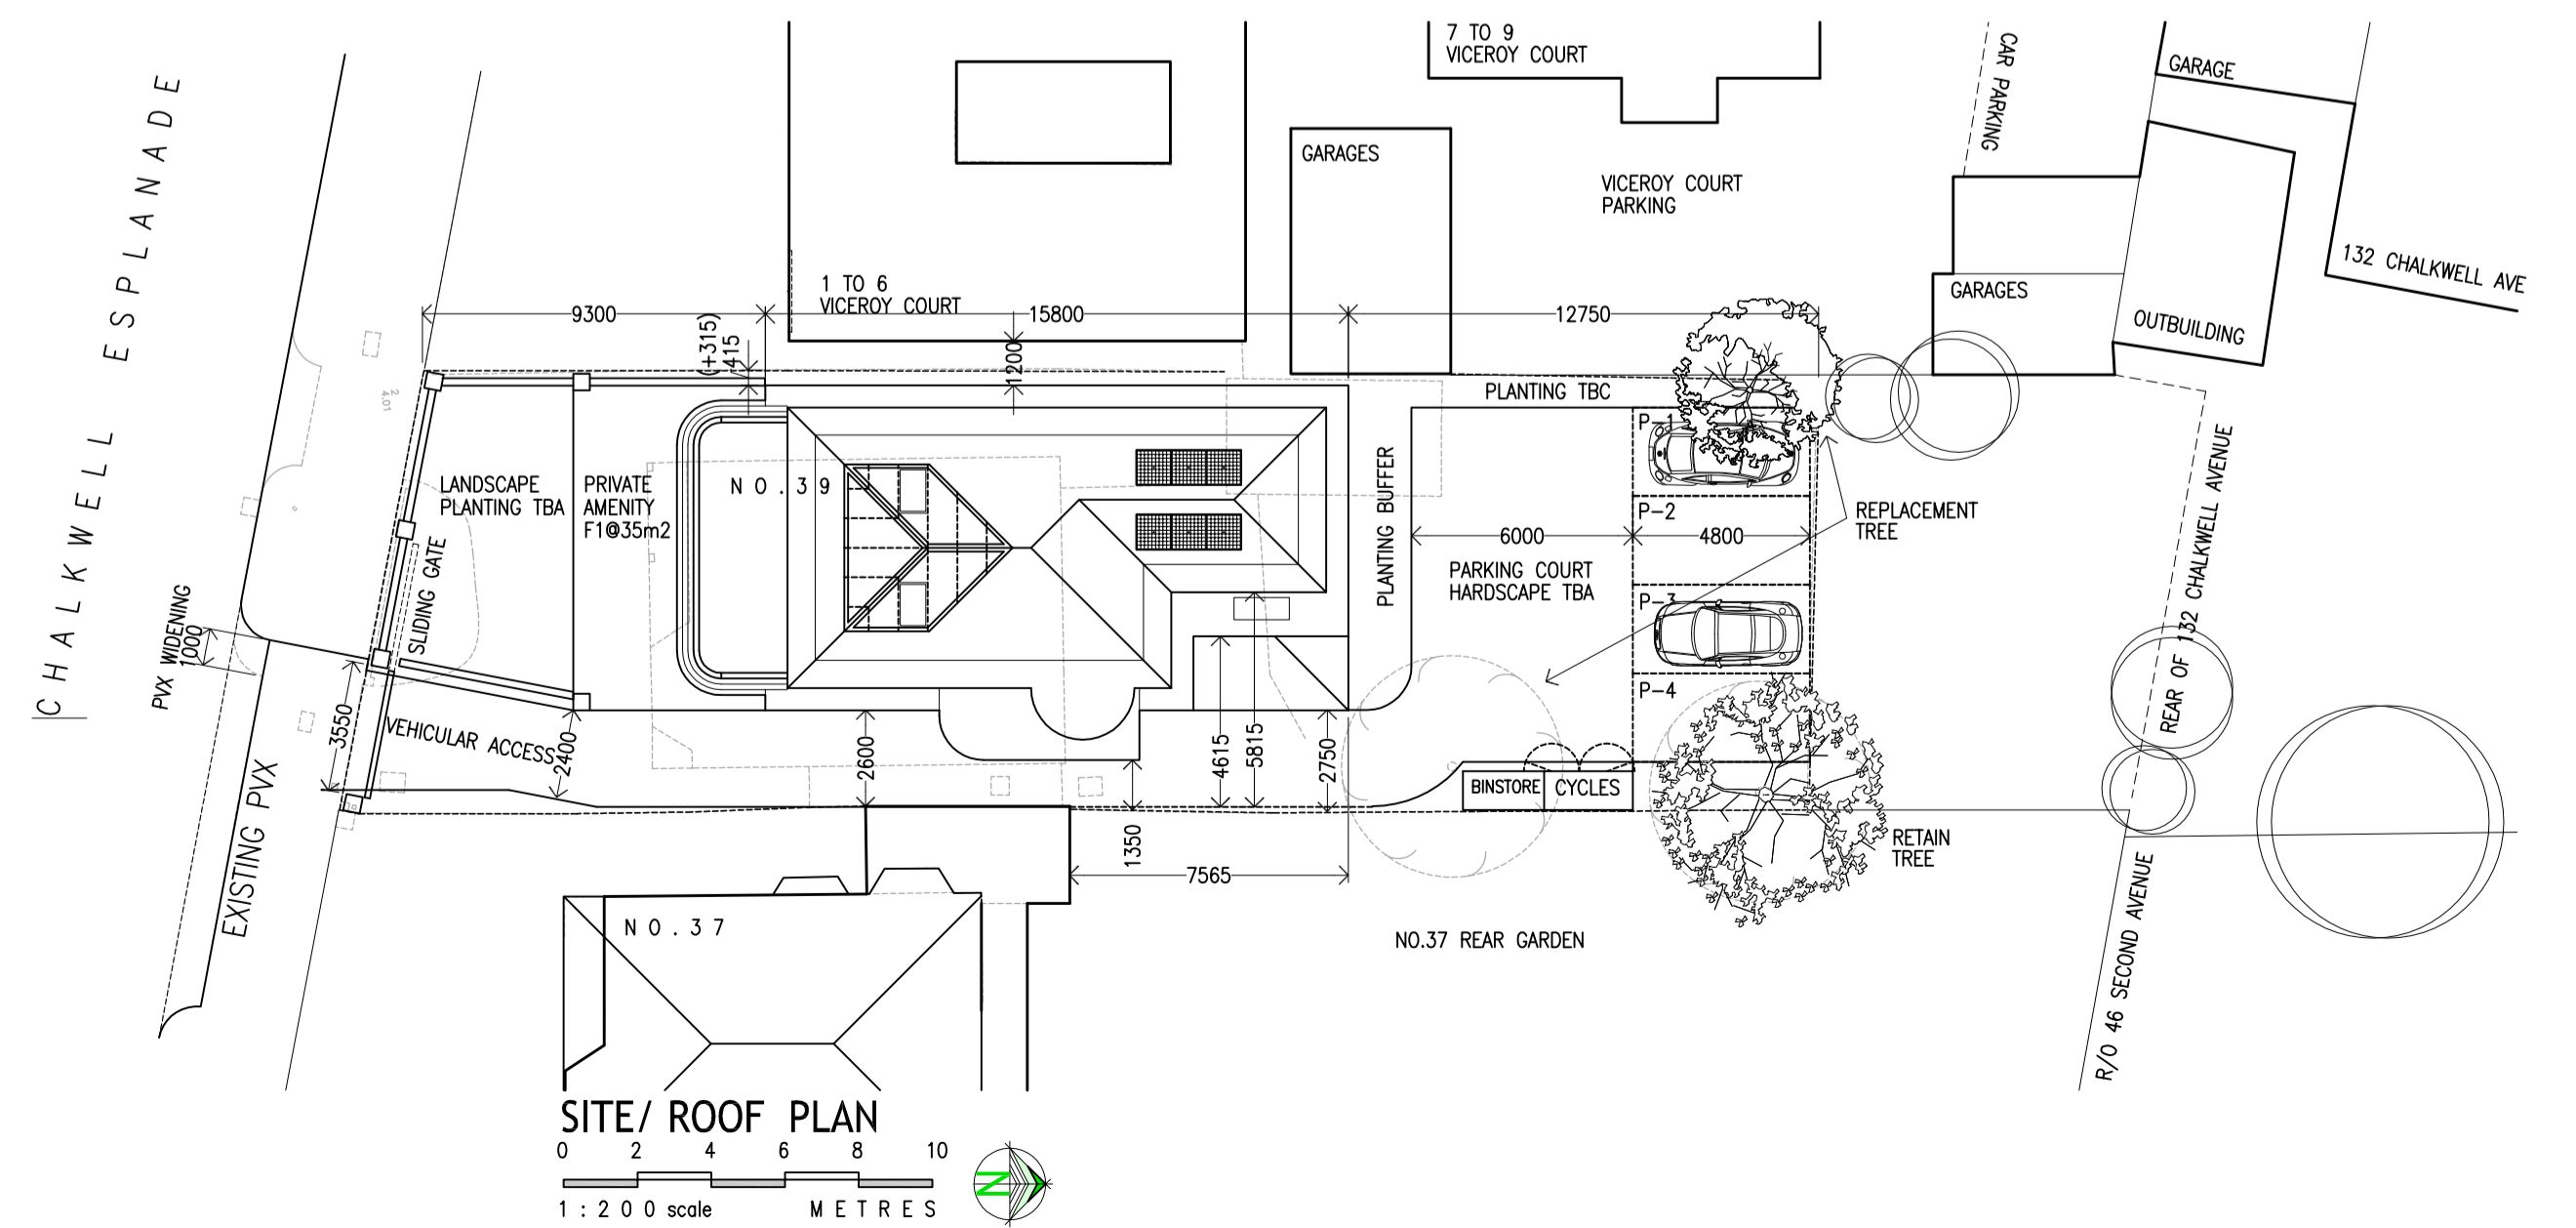 CHALKWELL ESPLANADE
7 TO 9
VICEROY COURT
CAR PARKING
GARAGE
GARAGES
VICEROY COURT
PARKING
132 CHALKWELL AVE
1 TO 6
VICEROY COURT
GARAGES
OUTBUILDING
9300
15800
12750
(+315)
415
1200
2
4.01
PLANTING TBC
P-1
LANDSCAPE
PLANTING TBA
PRIVATE
AMENITY
F1@35m2
NO.39
PLANTING BUFFER
P-2
6000
4800
REPLACEMENT
TREE
REAR OF 132 CHALKWELL AVENUE
SLIDING GATE
PARKING COURT
HARDSCAPE TBA
P-3
PVX WIDENING
1000
P-4
3550
VEHICULAR ACCESS
2400
2600
4615
5815
2750
BINSTORE
CYCLES
1350
EXISTING PVX
7565
RETAIN
TREE
NO.37
NO.37 REAR GARDEN
R/O 46 SECOND AVENUE
SITE/ ROOF PLAN
0 2 4 6 8 10
1:200 scale METRES
N